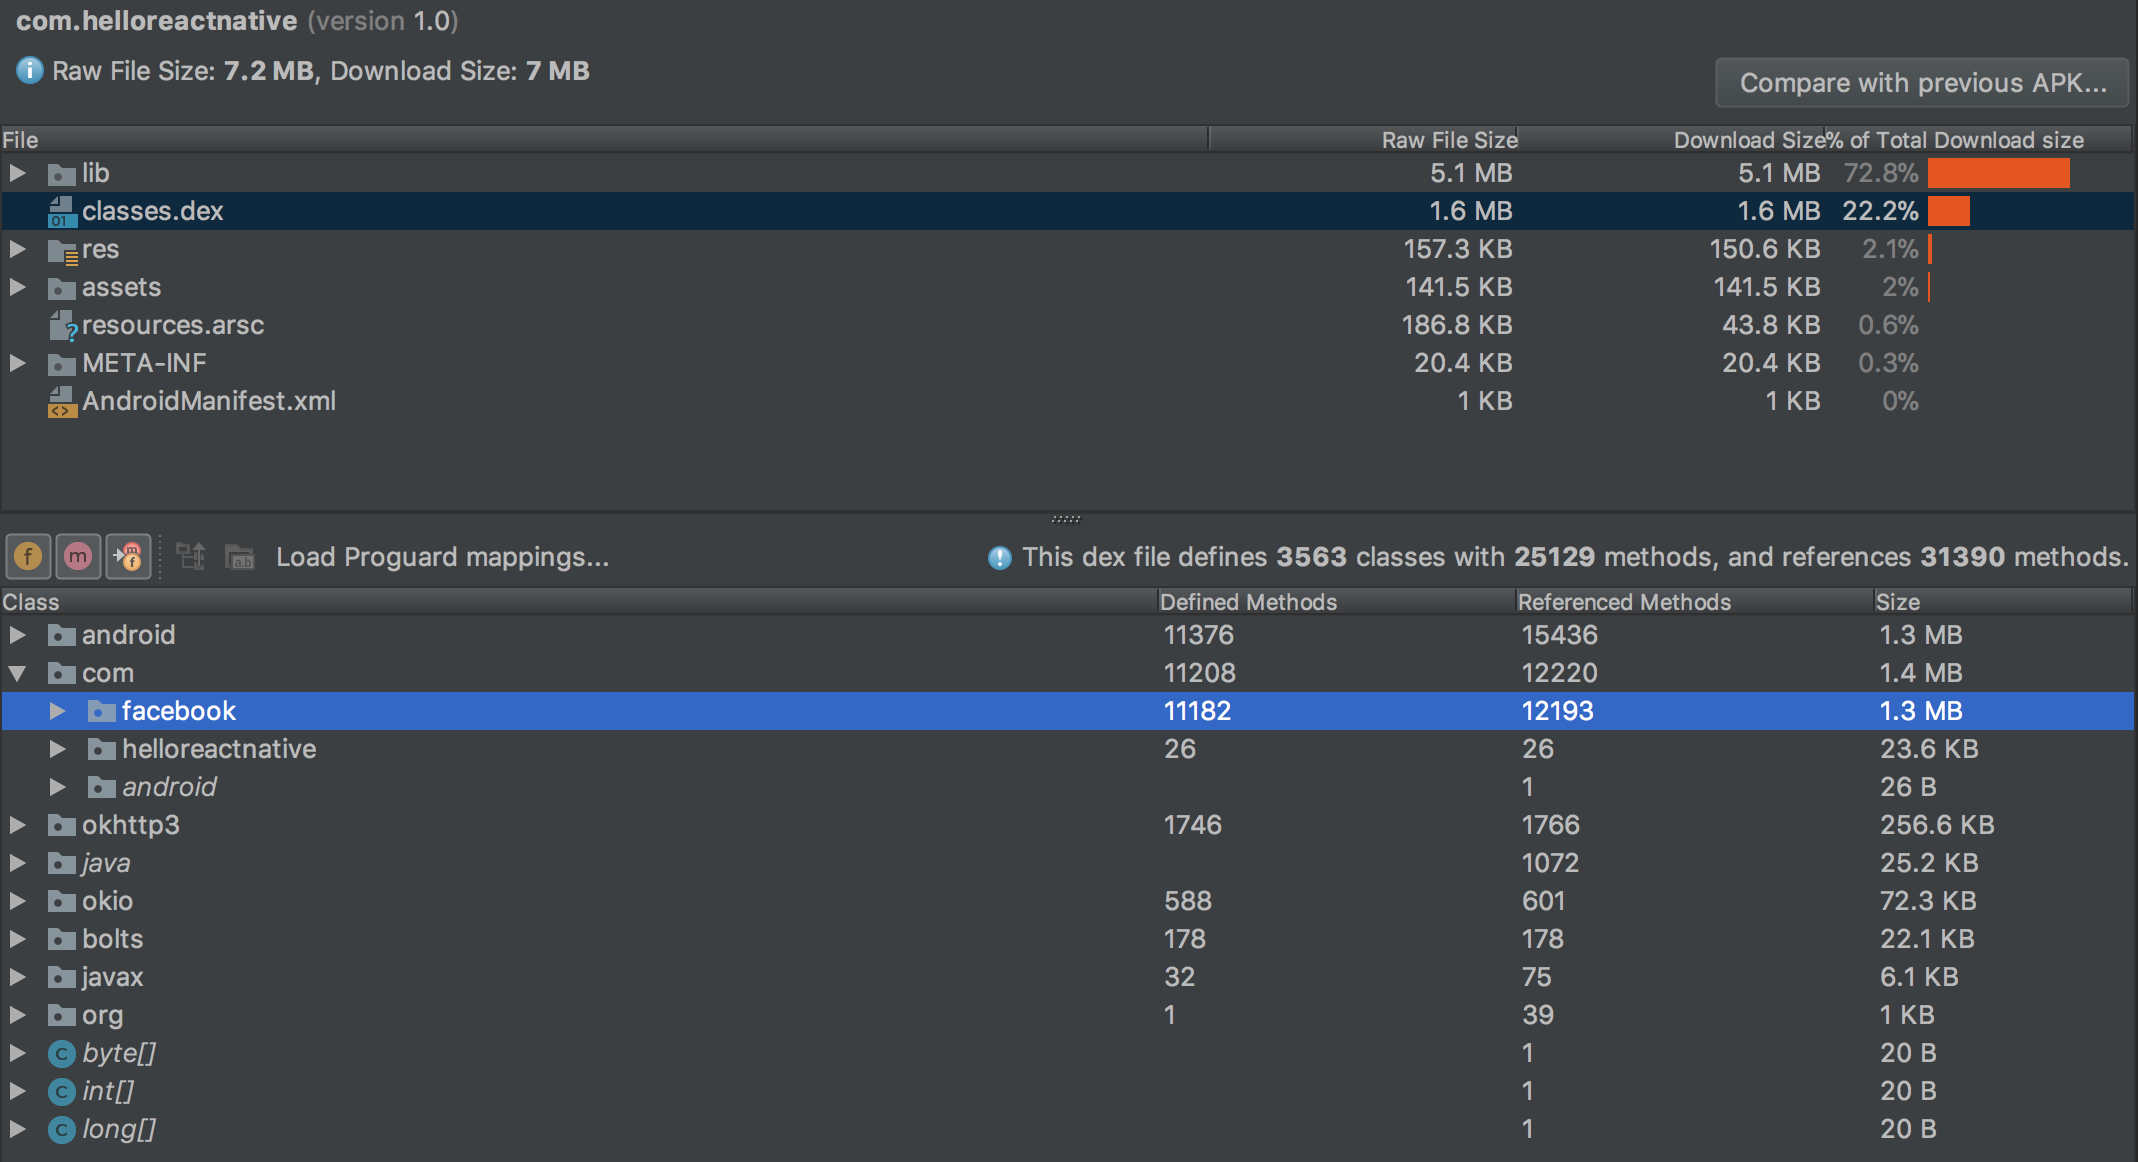 com.helloreactnative (version 1.0)
Raw File Size: 7.2 MB, Download Size: 7 MB
Compare with previous APK...
File Raw File Size Download Size % of Total Download size
lib 5.1 MB 5.1 MB 72.8%
classes.dex 1.6 MB 1.6 MB 22.2%
res 157.3 KB 150.6 KB 2.1%
assets 141.5 KB 141.5 KB 2%
resources.arsc 186.8 KB 43.8 KB 0.6%
META-INF 20.4 KB 20.4 KB 0.3%
AndroidManifest.xml 1 KB 1 KB 0%
f m m f a.b Load Proguard mappings... This dex file defines 3563 classes with 25129 methods, and references 31390 methods.
Class Defined Methods Referenced Methods Size
android 11376 15436 1.3 MB
com 11208 12220 1.4 MB
facebook 11182 12193 1.3 MB
helloreactnative 26 26 23.6 KB
android 1 26 B
okhttp3 1746 1766 256.6 KB
java 1072 25.2 KB
okio 588 601 72.3 KB
bolts 178 178 22.1 KB
javax 32 75 6.1 KB
org 1 39 1 KB
C byte[] 1 20 B
C int[] 1 20 B
C long[] 1 20 B